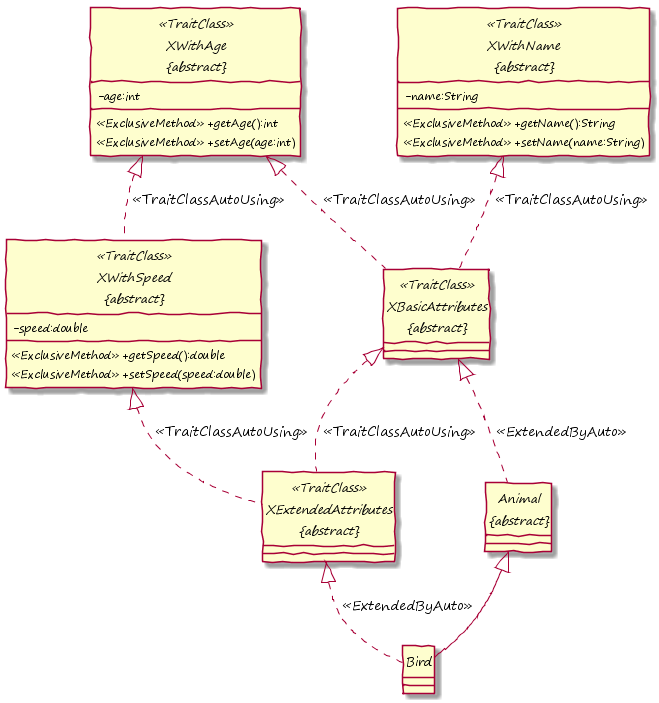 «TraitClass»
XWithAge
{abstract}
-age:int
«ExclusiveMethod» +getAge():int
«ExclusiveMethod» +setAge(age:int)
«TraitClass»
XWithName
{abstract}
-name:String
«ExclusiveMethod» +getName():String
«ExclusiveMethod» +setName(name:String)
«TraitClassAutoUsing»
«TraitClassAutoUsing»
«TraitClassAutoUsing»
«TraitClass»
XWithSpeed
{abstract}
-speed:double
«ExclusiveMethod» +getSpeed():double
«ExclusiveMethod» +setSpeed(speed:double)
«TraitClass»
XBasicAttributes
{abstract}
«TraitClassAutoUsing»
«TraitClassAutoUsing»
«ExtendedByAuto»
«TraitClass»
XExtendedAttributes
{abstract}
Animal
{abstract}
«ExtendedByAuto»
Bird